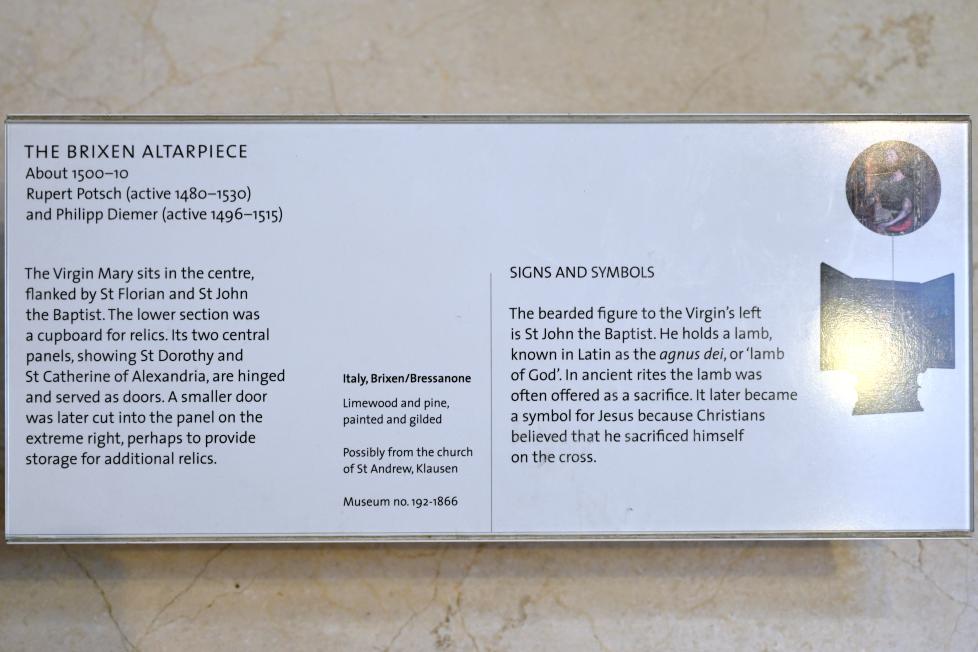 THE BRIXEN ALTARPIECE
About 1500–10
Rupert Potsch (active 1480–1530)
and Philipp Diemer (active 1496–1515)
The Virgin Mary sits in the centre,
flanked by St Florian and St John
the Baptist. The lower section was
a cupboard for relics. Its two central
panels, showing St Dorothy and
St Catherine of Alexandria, are hinged
and served as doors. A smaller door
was later cut into the panel on the
extreme right, perhaps to provide
storage for additional relics.
Italy, Brixen/Bressanone
Limewood and pine,
painted and gilded
Possibly from the church
of St Andrew, Klausen
Museum no. 192-1866
SIGNS AND SYMBOLS
The bearded figure to the Virgin's left
is St John the Baptist. He holds a lamb,
known in Latin as the agnus dei, or 'lamb
of God'. In ancient rites the lamb was
often offered as a sacrifice. It later became
a symbol for Jesus because Christians
believed that he sacrificed himself
on the cross.